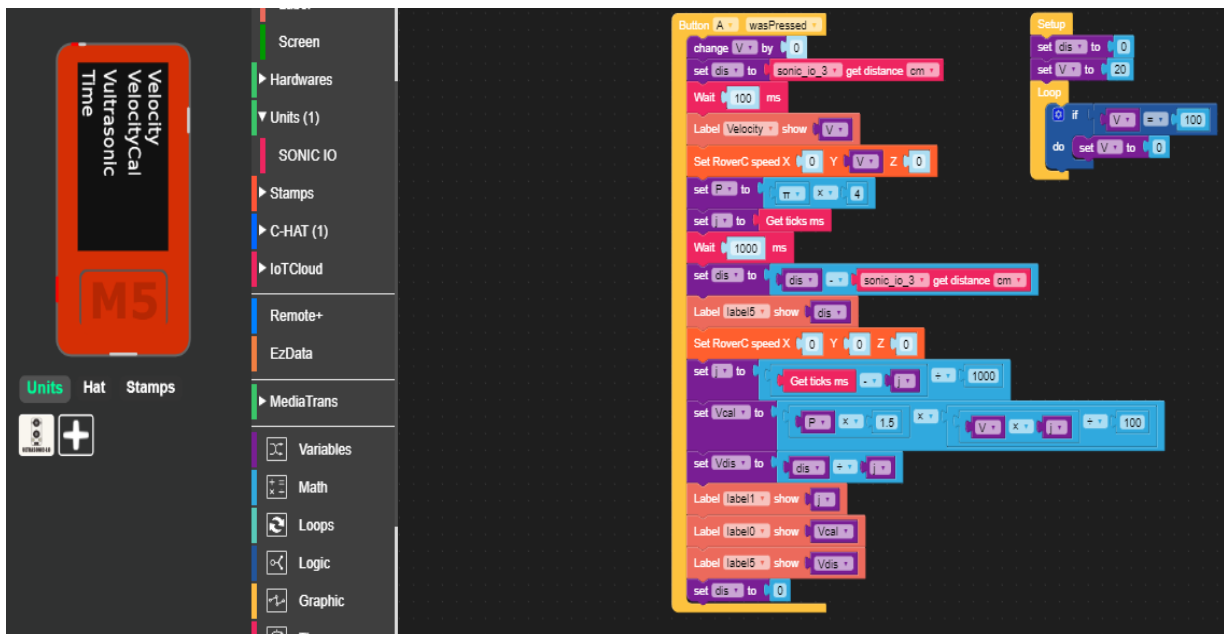 Velocity
VelocityCal
Vultrasonic
Time
M5
Units Hat Stamps
ULTRASONIC-I/O
Screen
Hardwares
Units (1)
SONIC IO
Stamps
C-HAT (1)
IoTCloud
Remote+
EzData
MediaTrans
Variables
Math
Loops
Logic
Graphic
Button A wasPressed
change V by 0
set dis to sonic_io_3 get distance cm
Wait 100 ms
Label Velocity show V
Set RoverC speed X 0 Y V Z 0
set P to π × 4
set j to Get ticks ms
Wait 1000 ms
set dis to dis - sonic_io_3 get distance cm
Label label5 show dis
Set RoverC speed X 0 Y 0 Z 0
set j to Get ticks ms - j ÷ 1000
set Vcal to P × 1.5 × V × j ÷ 100
set Vdis to dis ÷ j
Label label1 show j
Label label0 show Vcal
Label label5 show Vdis
set dis to 0
Setup
set dis to 0
set V to 20
Loop
if V = 100
do set V to 0